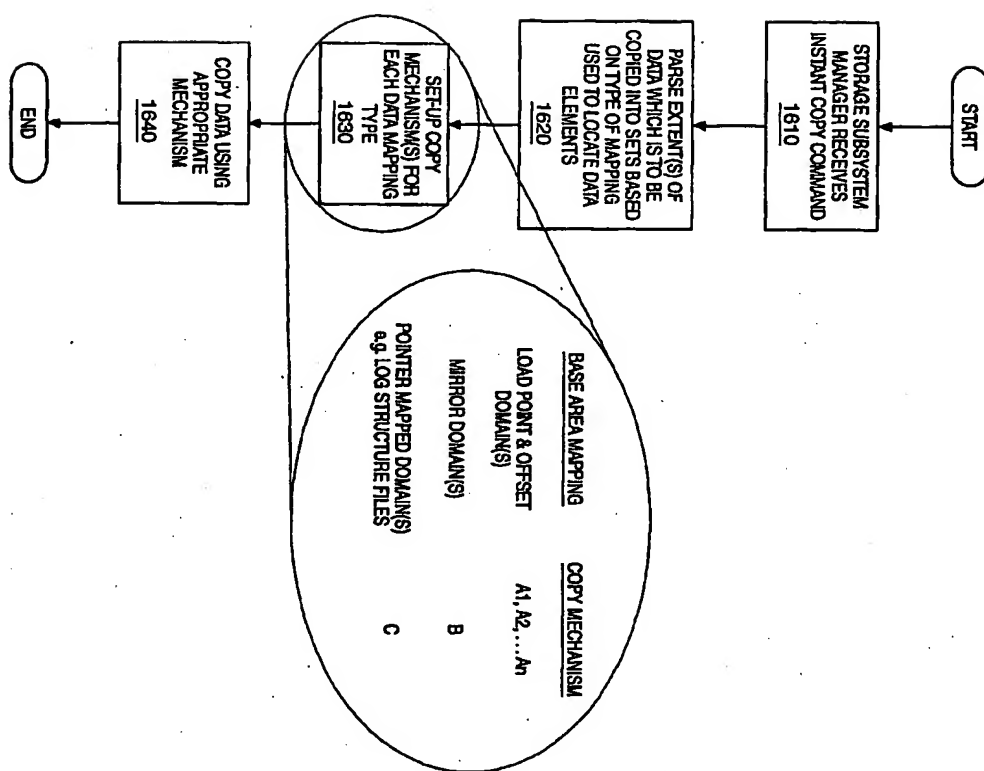 START
STORAGE SUBSYSTEM
MANAGER RECEIVES
INSTANT COPY COMMAND
1610
PARSE EXTENT(S) OF
DATA WHICH IS TO BE
COPIED INTO SETS BASED
ON TYPE OF MAPPING
USED TO LOCATE DATA
ELEMENTS
1620
SET-UP COPY
MECHANISM(S) FOR
EACH DATA MAPPING
TYPE
1630
COPY DATA USING
APPROPRIATE
MECHANISM
1640
END
BASE AREA MAPPING
COPY MECHANISM
LOAD POINT & OFFSET
DOMAIN(S)
A1, A2, ....An
MIRROR DOMAIN(S)
B
POINTER MAPPED DOMAIN(S)
e.g. LOG STRUCTURE FILES
C